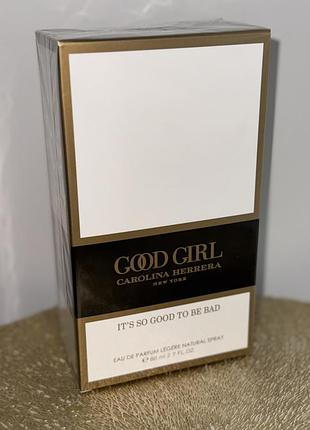 GOOD GIRL
CAROLINA HERRERA
NEW YORK
IT'S SO GOOD TO BE BAD
EAU DE PARFUM LÉGÈRE NATURAL SPRAY
℮ 80 ml 2.7 FL.OZ.